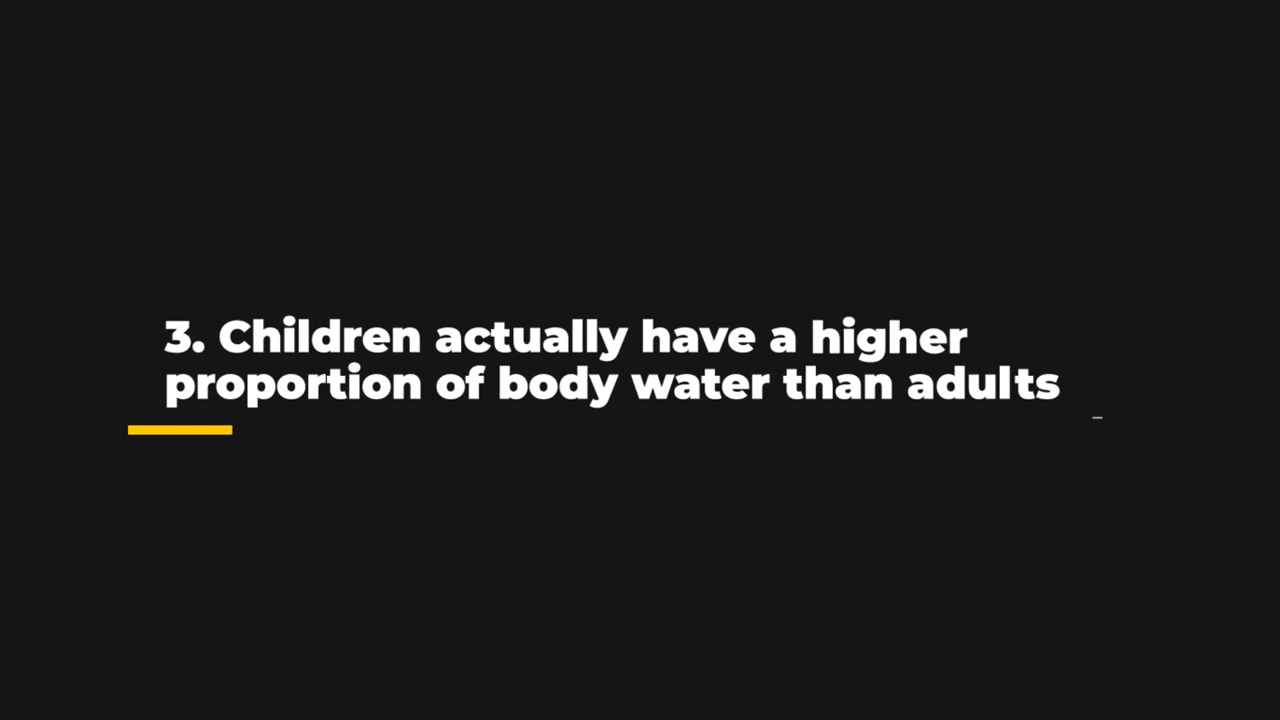 3. Children actually have a higher
proportion of body water than adults